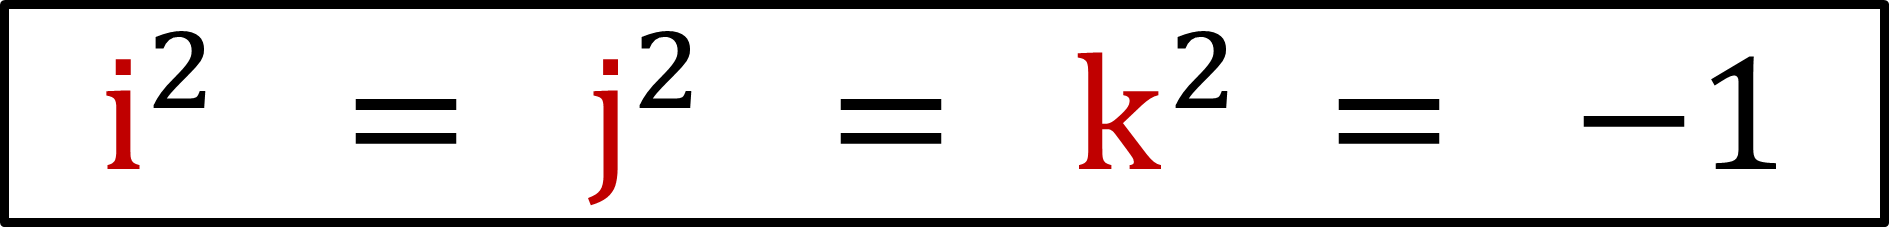 i² = j² = k² = −1